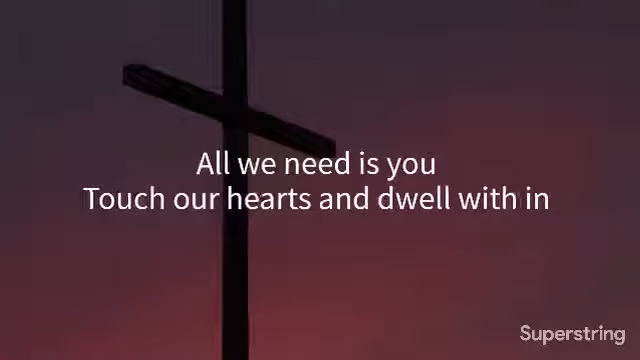 All we need is you
Touch our hearts and dwell with in
Superstring